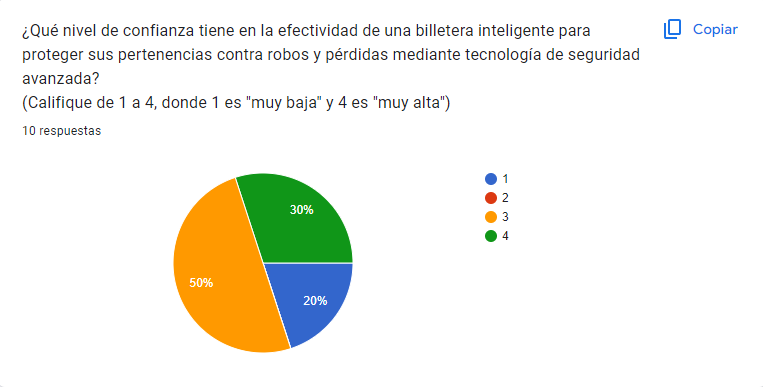 ¿Qué nivel de confianza tiene en la efectividad de una billetera inteligente para
proteger sus pertenencias contra robos y pérdidas mediante tecnología de seguridad
avanzada?
(Califique de 1 a 4, donde 1 es "muy baja" y 4 es "muy alta")
Copiar
10 respuestas
30%
50%
20%
1
2
3
4